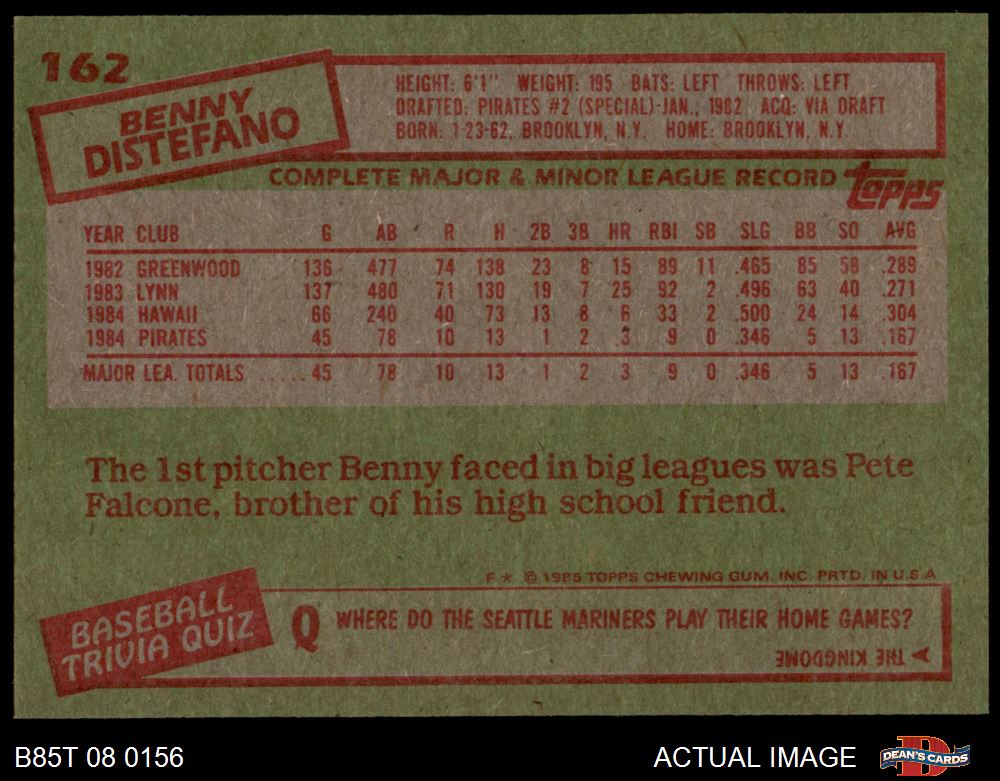 162
BENNY
DISTEFANO
HEIGHT: 6'1" WEIGHT: 195 BATS: LEFT THROWS: LEFT
DRAFTED: PIRATES #2 (SPECIAL)-JAN., 1982 ACQ: VIA DRAFT
BORN: 1-23-62, BROOKLYN, N.Y. HOME: BROOKLYN, N.Y.
COMPLETE MAJOR & MINOR LEAGUE RECORD topps
YEAR CLUB G AB R H 2B 3B HR RBI SB SLG BB SO AVG
1982 GREENWOOD 136 477 74 138 23 8 15 89 11 .465 85 58 .289
1983 LYNN 137 480 71 130 19 7 25 92 2 .496 63 40 .271
1984 HAWAII 66 240 40 73 13 8 6 33 2 .500 24 14 .304
1984 PIRATES 45 78 10 13 1 2 3 9 0 .346 5 13 .167
MAJOR LEA. TOTALS ..... 45 78 10 13 1 2 3 9 0 .346 5 13 .167
The 1st pitcher Benny faced in big leagues was Pete
Falcone, brother of his high school friend.
F * © 1985 TOPPS CHEWING GUM, INC. PRTD. IN U.S.A.
BASEBALL
TRIVIA QUIZ
Q WHERE DO THE SEATTLE MARINERS PLAY THEIR HOME GAMES?
A THE KINGDOME
B85T 08 0156
ACTUAL IMAGE
D
DEAN'S CARDS